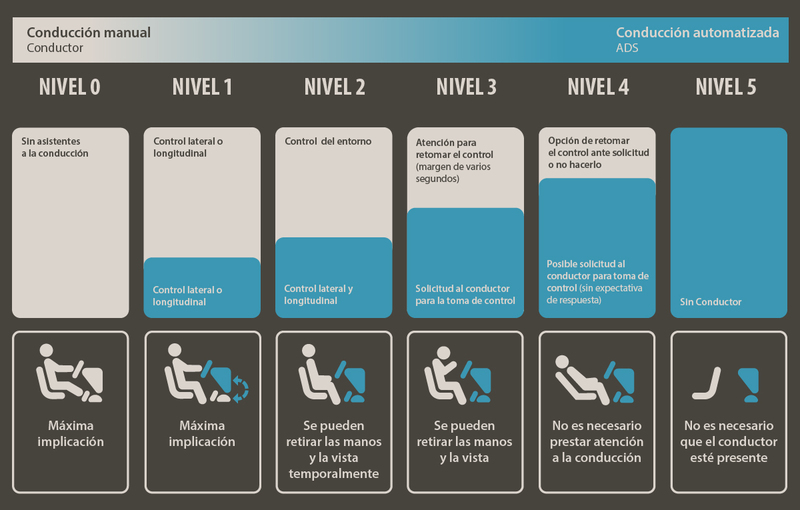 Conducción manual
Conductor
Conducción automatizada
ADS
NIVEL 0
NIVEL 1
NIVEL 2
NIVEL 3
NIVEL 4
NIVEL 5
Sin asistentes
a la conducción
Control lateral o
longitudinal
Control lateral o
longitudinal
Control del entorno
Control lateral y
longitudinal
Atención para
retomar el control
(margen de varios
segundos)
Solicitud al conductor
para la toma de control
Opción de retomar
el control ante solicitud
o no hacerlo
Posible solicitud al
conductor para toma de
control (sin expectativa
de respuesta)
Sin Conductor
Máxima
implicación
Máxima
implicación
Se pueden
retirar las manos
y la vista
temporalmente
Se pueden
retirar las manos
y la vista
No es necesario
prestar atención
a la conducción
No es necesario
que el conductor
esté presente